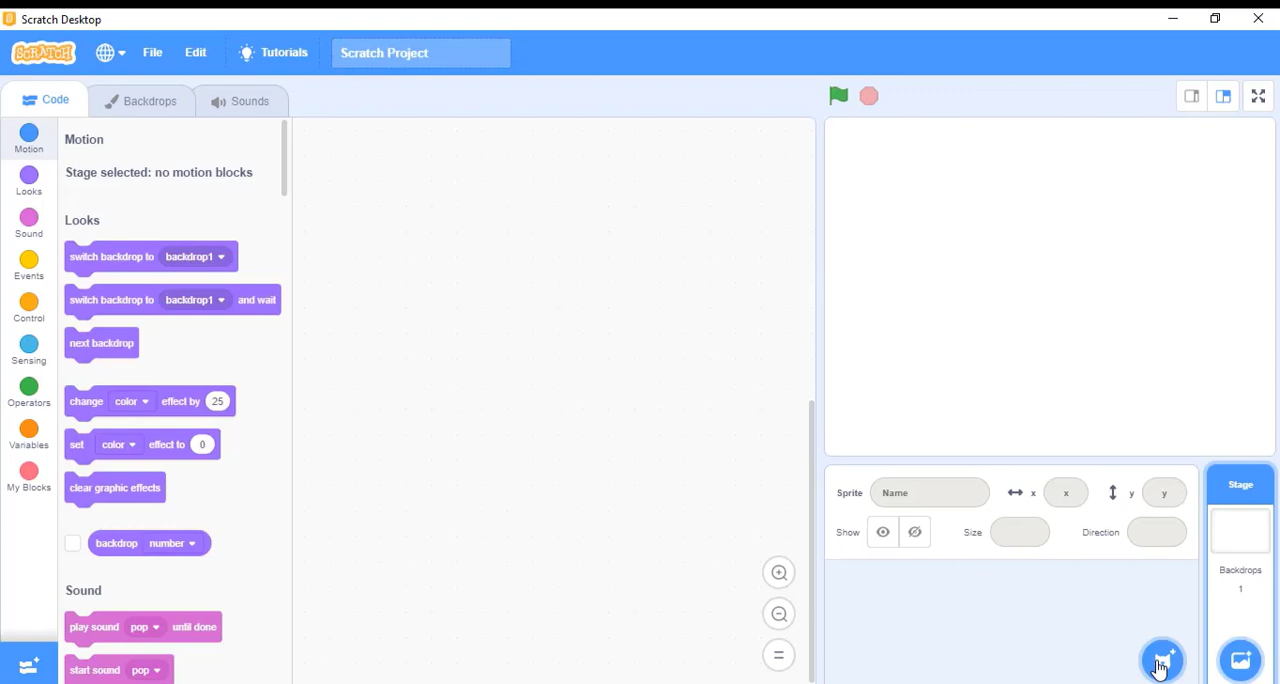 Scratch Desktop
SCRATCH File Edit Tutorials Scratch Project
Code Backdrops Sounds
Motion
Looks
Sound
Events
Control
Sensing
Operators
Variables
My Blocks
Motion
Stage selected: no motion blocks
Looks
switch backdrop to backdrop1
switch backdrop to backdrop1 and wait
next backdrop
change color effect by 25
set color effect to 0
clear graphic effects
backdrop number
Sound
play sound pop until done
start sound pop
Sprite Name x x y y
Show Size Direction
Stage
Backdrops
1